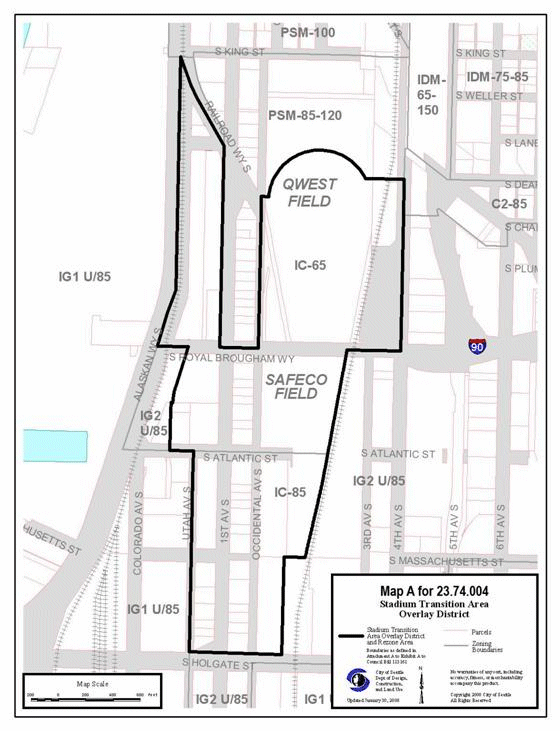 PSM-100
S KING ST
S KING ST
IDM-
65-
150
IDM-75-85
S WELLER ST
RAILROAD WY S
PSM-85-120
S LANE
QWEST
FIELD
S DEA
C2-85
S CHA
IC-65
S PLUM
IG1 U/85
90
ALASKAN WY S
S ROYAL BROUGHAM WY
SAFECO
FIELD
IG2
U/85
S ATLANTIC ST
S ATLANTIC ST
IC-85
IG2 U/85
COLORADO AV S
UTAH AV S
1ST AV S
OCCIDENTAL AV S
3RD AV S
4TH AV S
5TH AV S
6TH AV S
HUSETTS ST
S MASSACHUSETTS ST
IG1 U/85
S HOLGATE ST
IG2 U/85
IG1 U
Map A for 23.74.004
Stadium Transition Area
Overlay District
Stadium Transition
Area Overlay District
and Rezone Area
Boundaries as defined in
Attachment A to Exhibit A to
Council Bill 113161
Parcels
Zoning
Boundaries
City of Seattle
Dept of Design,
Construction,
and Land Use
Updated January 10, 2000
N
No warranties of any sort, including
accuracy, fitness, or merchantability
accompany this product.
Copyright 2000 City of Seattle
All Rights Reserved
Map Scale
200 0 200 400 600 800 Feet